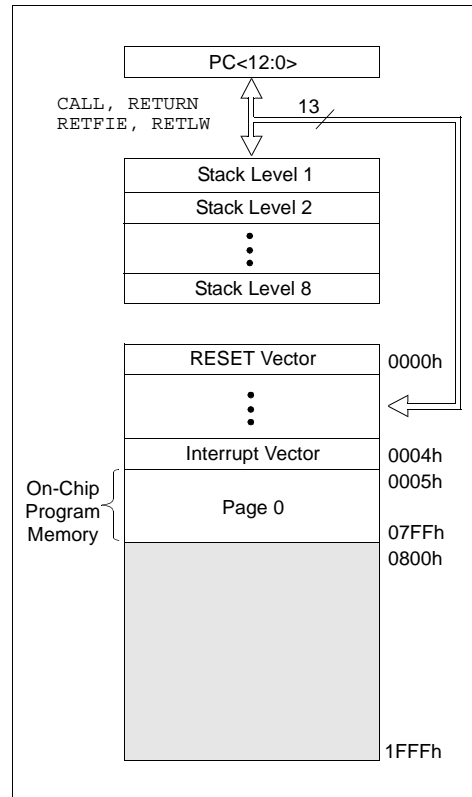 PC<12:0>
CALL, RETURN
RETFIE, RETLW
13
Stack Level 1
Stack Level 2
Stack Level 8
RESET Vector
0000h
Interrupt Vector
0004h
0005h
On-Chip
Program
Memory
Page 0
07FFh
0800h
1FFFh